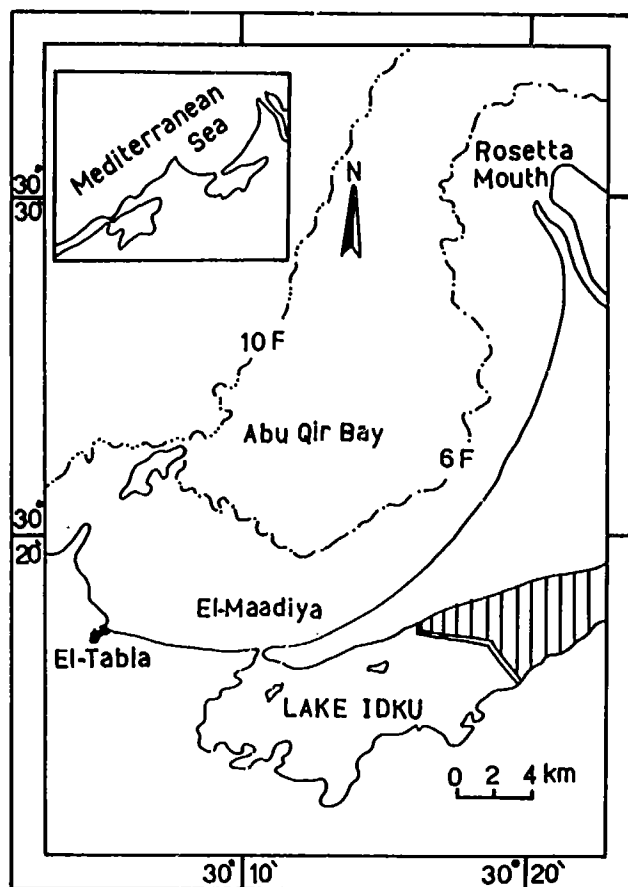 Mediterranean
Sea
N
Rosetta
Mouth
30°
30'
10 F
Abu Qir Bay
6 F
30°
20'
El-Maadiya
El-Tabia
LAKE IDKU
0 2 4 km
30° 10' 30° 20'